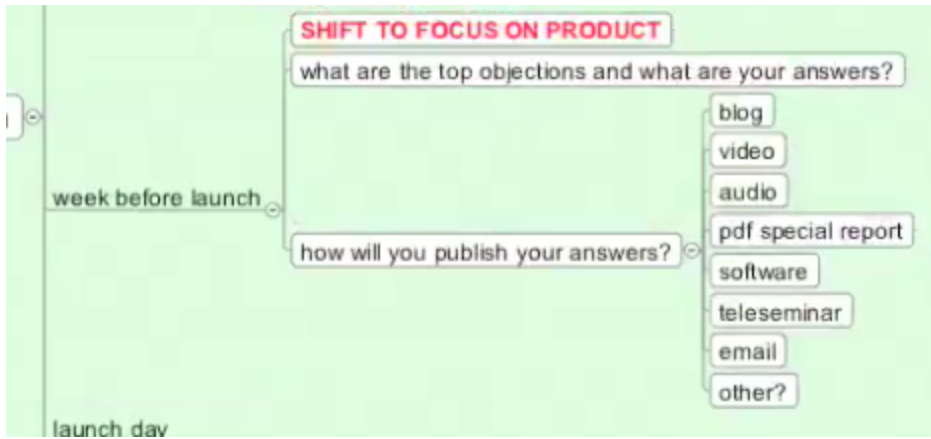 SHIFT TO FOCUS ON PRODUCT
what are the top objections and what are your answers?
week before launch
how will you publish your answers?
blog
video
audio
pdf special report
software
teleseminar
email
other?
launch day